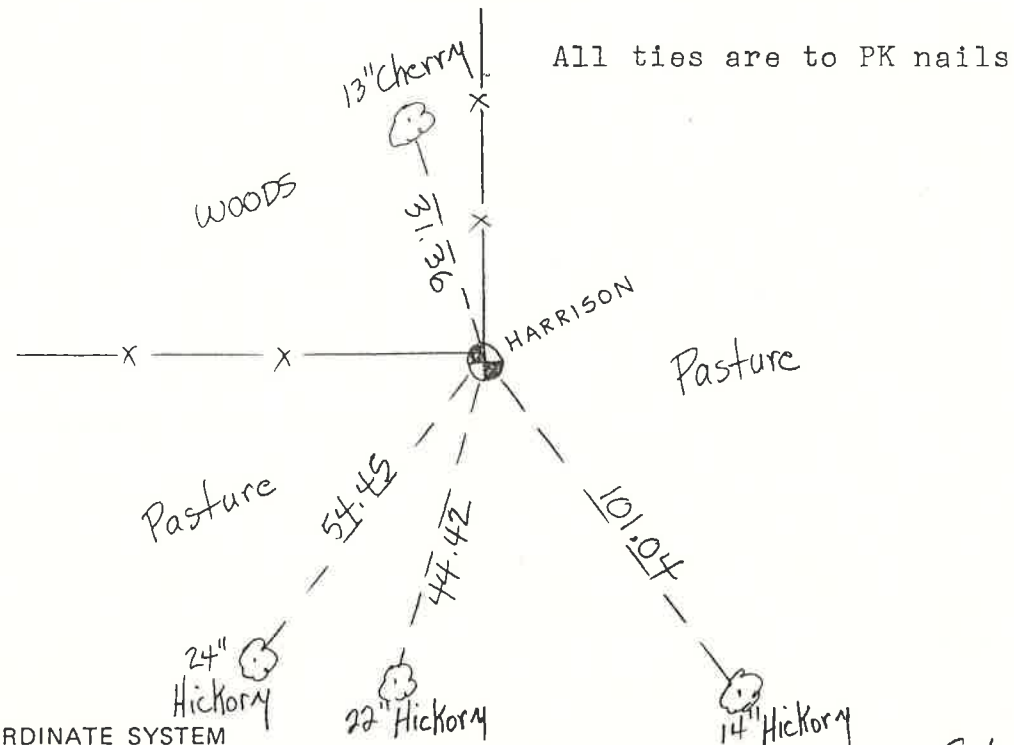 All ties are to PK nails
13" Cherry
WOODS
31.36
HARRISON
Pasture
Pasture
54.45
44.42
101.04
24"
Hickory
22" Hickory
14" Hickory
RDINATE SYSTEM